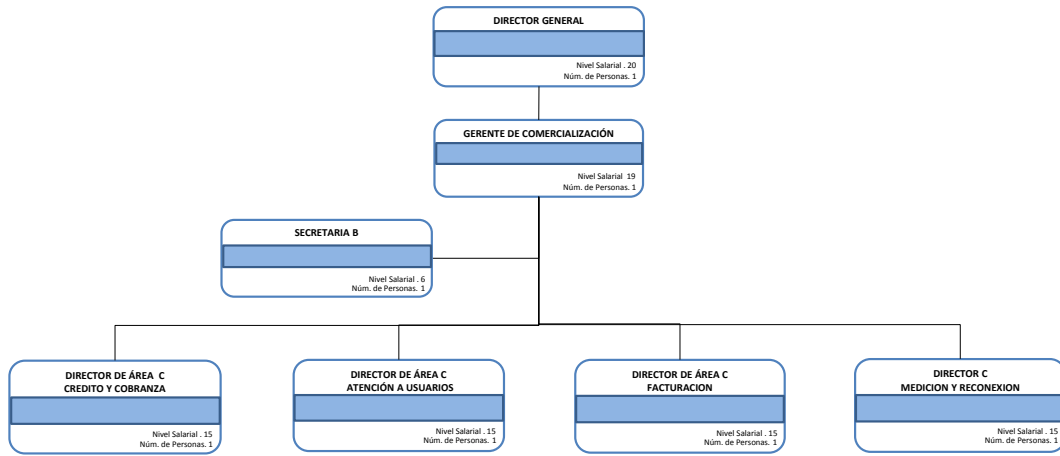 DIRECTOR GENERAL
Nivel Salarial . 20
Núm. de Personas. 1
GERENTE DE COMERCIALIZACIÓN
Nivel Salarial 19
Núm. de Personas. 1
SECRETARIA B
Nivel Salarial . 6
Núm. de Personas. 1
DIRECTOR DE ÁREA C
CREDITO Y COBRANZA
Nivel Salarial . 15
Núm. de Personas. 1
DIRECTOR DE ÁREA C
ATENCIÓN A USUARIOS
Nivel Salarial . 15
Núm. de Personas. 1
DIRECTOR DE ÁREA C
FACTURACION
Nivel Salarial . 15
Núm. de Personas. 1
DIRECTOR C
MEDICION Y RECONEXION
Nivel Salarial . 15
Núm. de Personas. 1